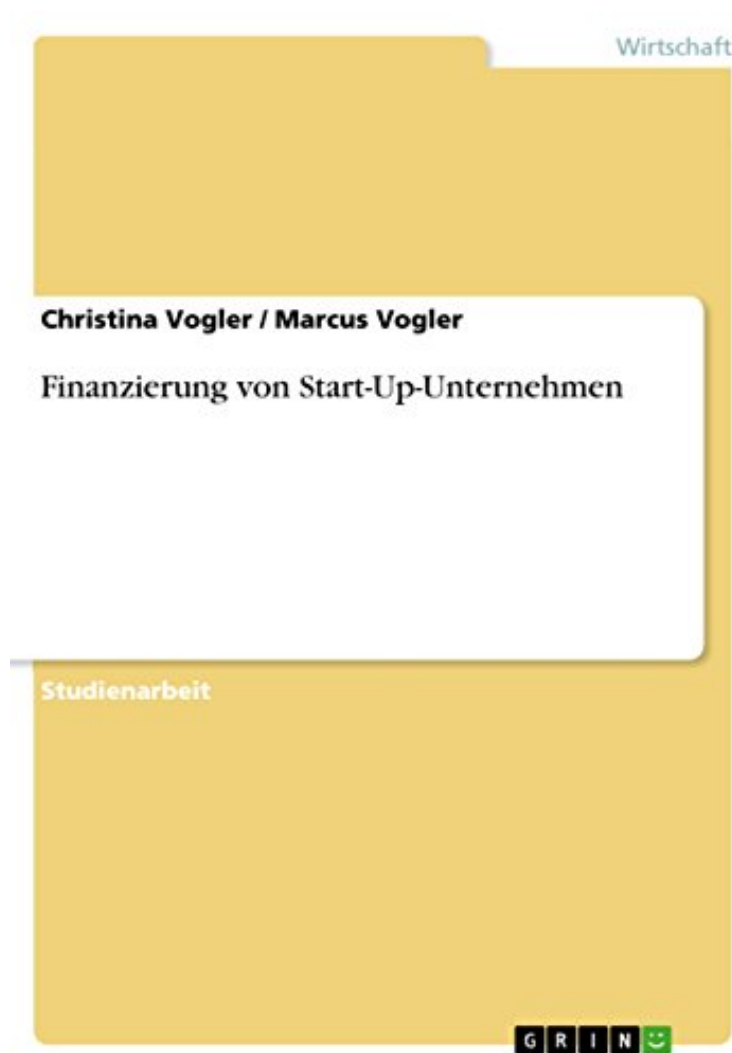 Wirtschaft
Christina Vogler / Marcus Vogler
Finanzierung von Start-Up-Unternehmen
Studienarbeit
GRIN